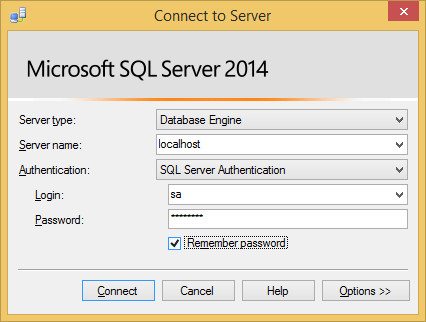 Connect to Server
Microsoft SQL Server 2014
Server type: Database Engine
Server name: localhost
Authentication: SQL Server Authentication
Login: sa
Password: ********
Remember password
Connect Cancel Help Options >>